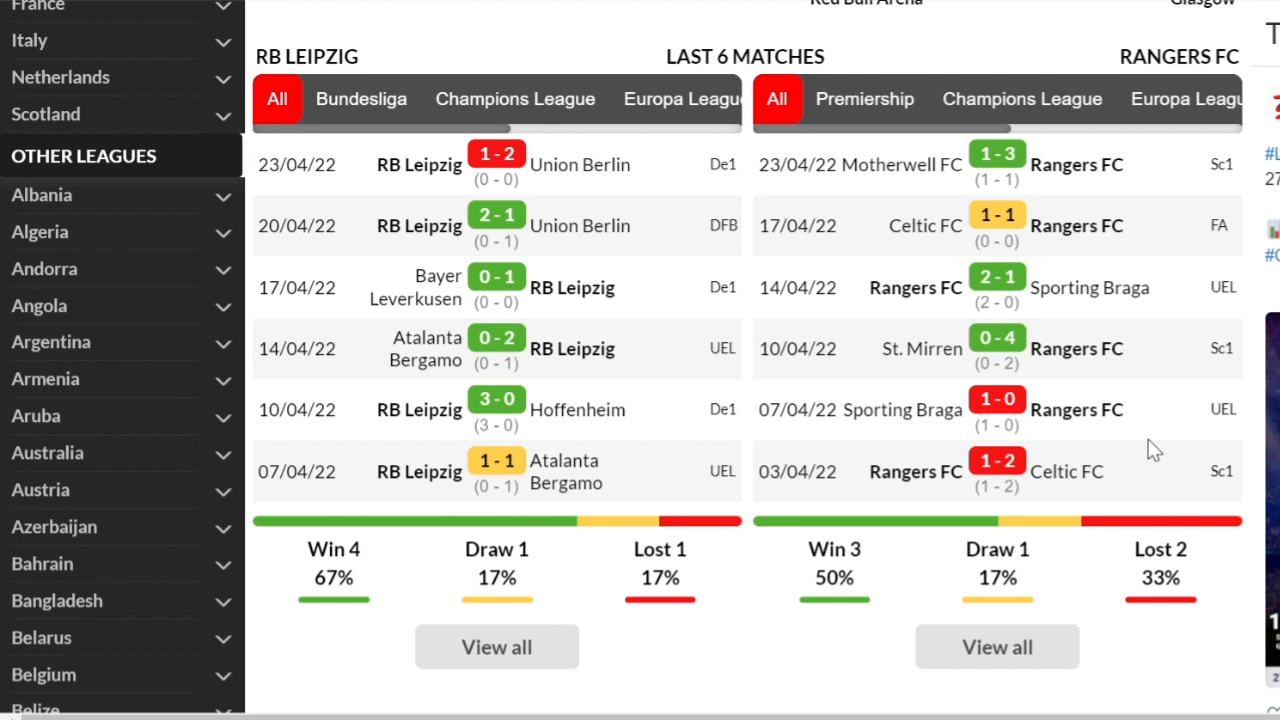 France
Italy
Netherlands
Scotland
OTHER LEAGUES
Albania
Algeria
Andorra
Angola
Argentina
Armenia
Aruba
Australia
Austria
Azerbaijan
Bahrain
Bangladesh
Belarus
Belgium
Belize
Red Bull Arena Glasgow
RB LEIPZIG LAST 6 MATCHES RANGERS FC
All Bundesliga Champions League Europa League
23/04/22 RB Leipzig 1 - 2 Union Berlin De1
(0 - 0)
20/04/22 RB Leipzig 2 - 1 Union Berlin DFB
(0 - 1)
17/04/22 Bayer Leverkusen 0 - 1 RB Leipzig De1
(0 - 0)
14/04/22 Atalanta Bergamo 0 - 2 RB Leipzig UEL
(0 - 1)
10/04/22 RB Leipzig 3 - 0 Hoffenheim De1
(3 - 0)
07/04/22 RB Leipzig 1 - 1 Atalanta Bergamo UEL
(0 - 1)
Win 4 Draw 1 Lost 1
67% 17% 17%
View all
All Premiership Champions League Europa Leagu
23/04/22 Motherwell FC 1 - 3 Rangers FC Sc1
(1 - 1)
17/04/22 Celtic FC 1 - 1 Rangers FC FA
(0 - 0)
14/04/22 Rangers FC 2 - 1 Sporting Braga UEL
(2 - 0)
10/04/22 St. Mirren 0 - 4 Rangers FC Sc1
(0 - 2)
07/04/22 Sporting Braga 1 - 0 Rangers FC UEL
(1 - 0)
03/04/22 Rangers FC 1 - 2 Celtic FC Sc1
(1 - 2)
Win 3 Draw 1 Lost 2
50% 17% 33%
View all